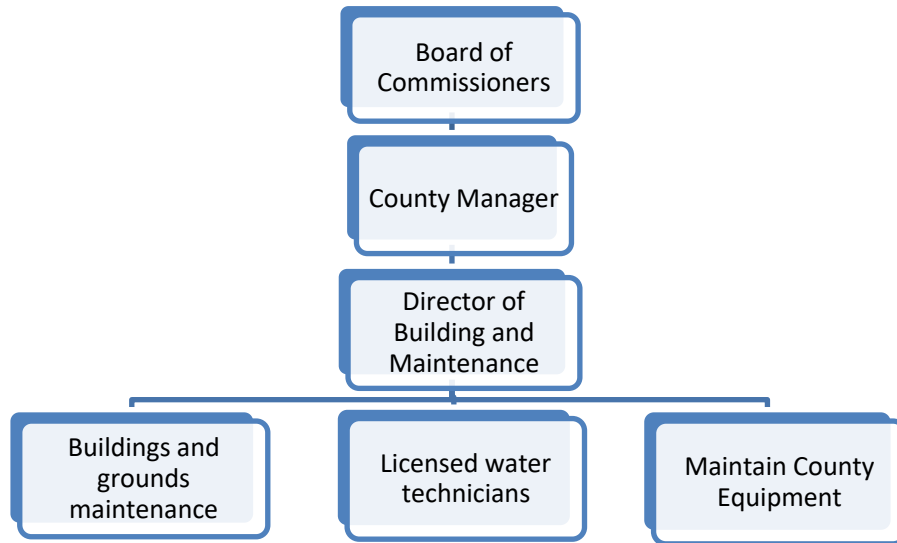 Board of
Commissioners
County Manager
Director of
Building and
Maintenance
Buildings and
grounds
maintenance
Licensed water
technicians
Maintain County
Equipment